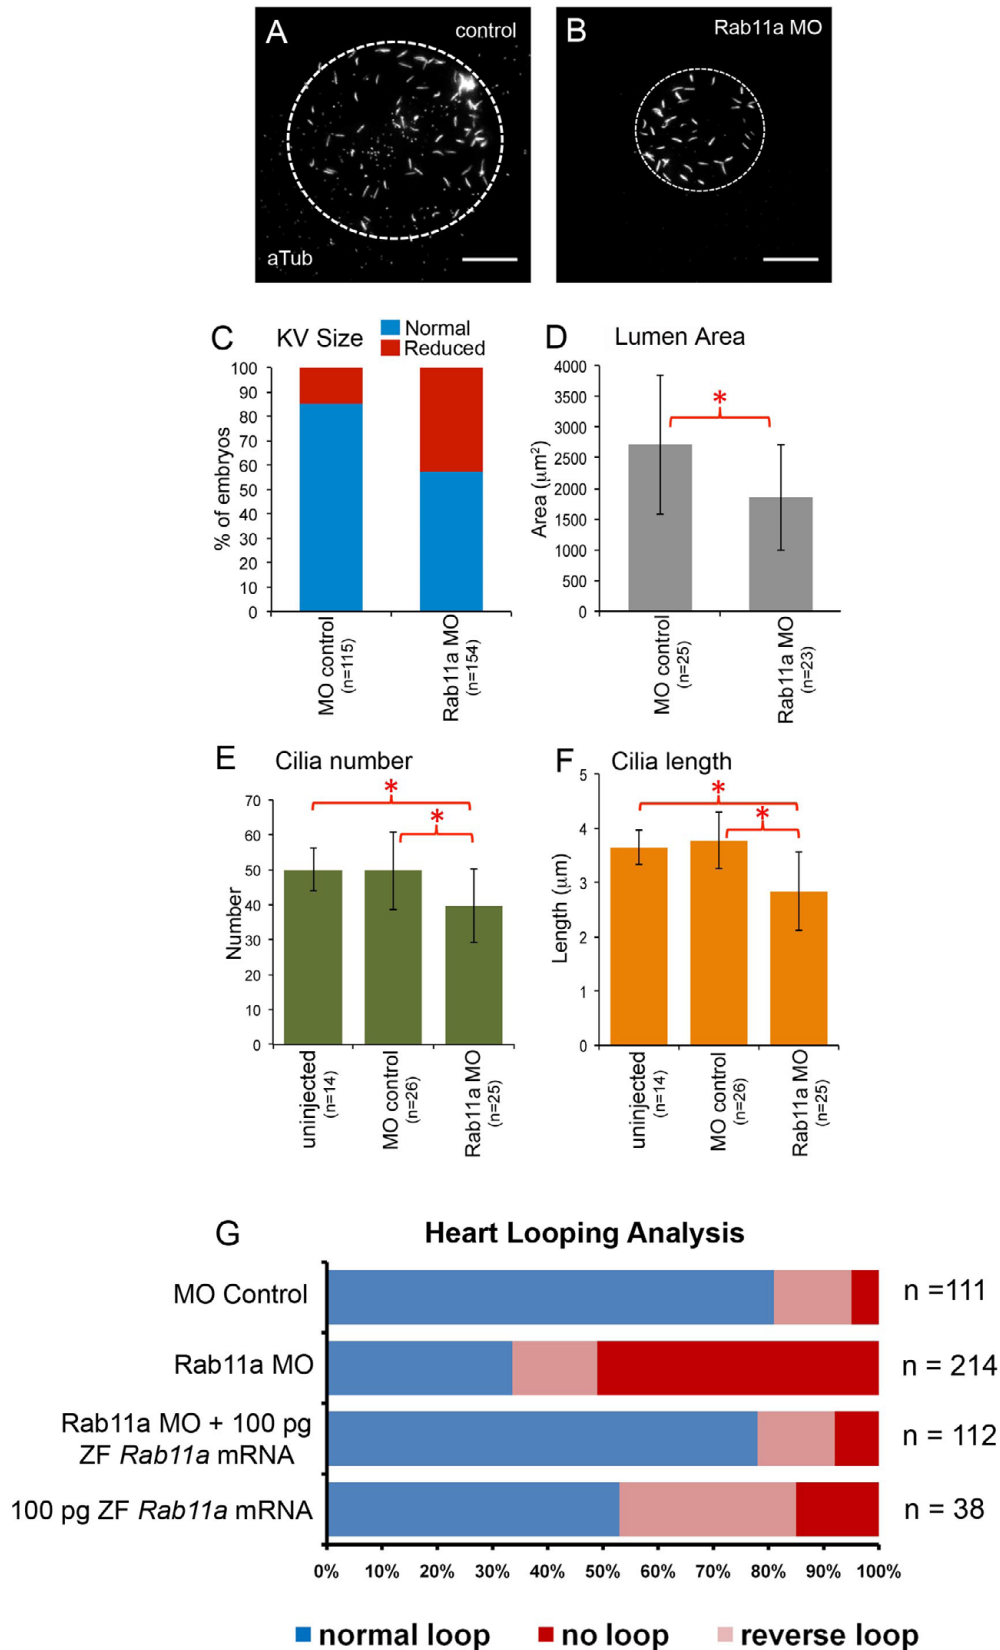 A
control
aTub
B
Rab11a MO
C
KV Size
Normal
Reduced
% of embryos
100
90
80
70
60
50
40
30
20
10
0
MO control
(n=115)
Rab11a MO
(n=154)
D
Lumen Area
Area (μm²)
4000
3500
3000
2500
2000
1500
1000
500
0
*
MO control
(n=25)
Rab11a MO
(n=23)
E
Cilia number
Number
70
60
50
40
30
20
10
0
*
*
uninjected
(n=14)
MO control
(n=26)
Rab11a MO
(n=25)
F
Cilia length
Length (μm)
5
4
3
2
1
0
*
*
uninjected
(n=14)
MO control
(n=26)
Rab11a MO
(n=25)
G
Heart Looping Analysis
MO Control
n =111
Rab11a MO
n = 214
Rab11a MO + 100 pg
ZF Rab11a mRNA
n = 112
100 pg ZF Rab11a mRNA
n = 38
0% 10% 20% 30% 40% 50% 60% 70% 80% 90% 100%
normal loop no loop reverse loop